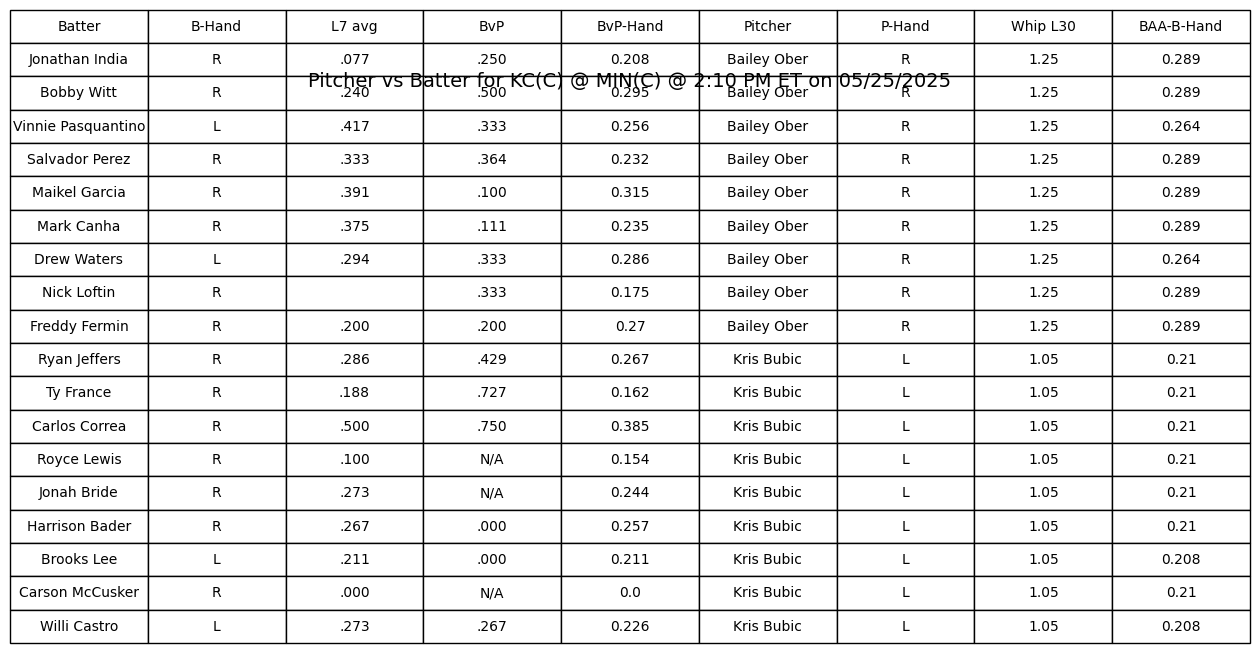 Batter B-Hand L7 avg BvP BvP-Hand Pitcher P-Hand Whip L30 BAA-B-Hand
Jonathan India R .077 .250 0.208 Bailey Ober R 1.25 0.289
Pitcher vs Batter for KC(C) @ MIN(C) @ 2:10 PM ET on 05/25/2025
Bobby Witt R .240 .500 0.295 Bailey Ober R 1.25 0.289
Vinnie Pasquantino L .417 .333 0.256 Bailey Ober R 1.25 0.264
Salvador Perez R .333 .364 0.232 Bailey Ober R 1.25 0.289
Maikel Garcia R .391 .100 0.315 Bailey Ober R 1.25 0.289
Mark Canha R .375 .111 0.235 Bailey Ober R 1.25 0.289
Drew Waters L .294 .333 0.286 Bailey Ober R 1.25 0.264
Nick Loftin R .333 0.175 Bailey Ober R 1.25 0.289
Freddy Fermin R .200 .200 0.27 Bailey Ober R 1.25 0.289
Ryan Jeffers R .286 .429 0.267 Kris Bubic L 1.05 0.21
Ty France R .188 .727 0.162 Kris Bubic L 1.05 0.21
Carlos Correa R .500 .750 0.385 Kris Bubic L 1.05 0.21
Royce Lewis R .100 N/A 0.154 Kris Bubic L 1.05 0.21
Jonah Bride R .273 N/A 0.244 Kris Bubic L 1.05 0.21
Harrison Bader R .267 .000 0.257 Kris Bubic L 1.05 0.21
Brooks Lee L .211 .000 0.211 Kris Bubic L 1.05 0.208
Carson McCusker R .000 N/A 0.0 Kris Bubic L 1.05 0.21
Willi Castro L .273 .267 0.226 Kris Bubic L 1.05 0.208